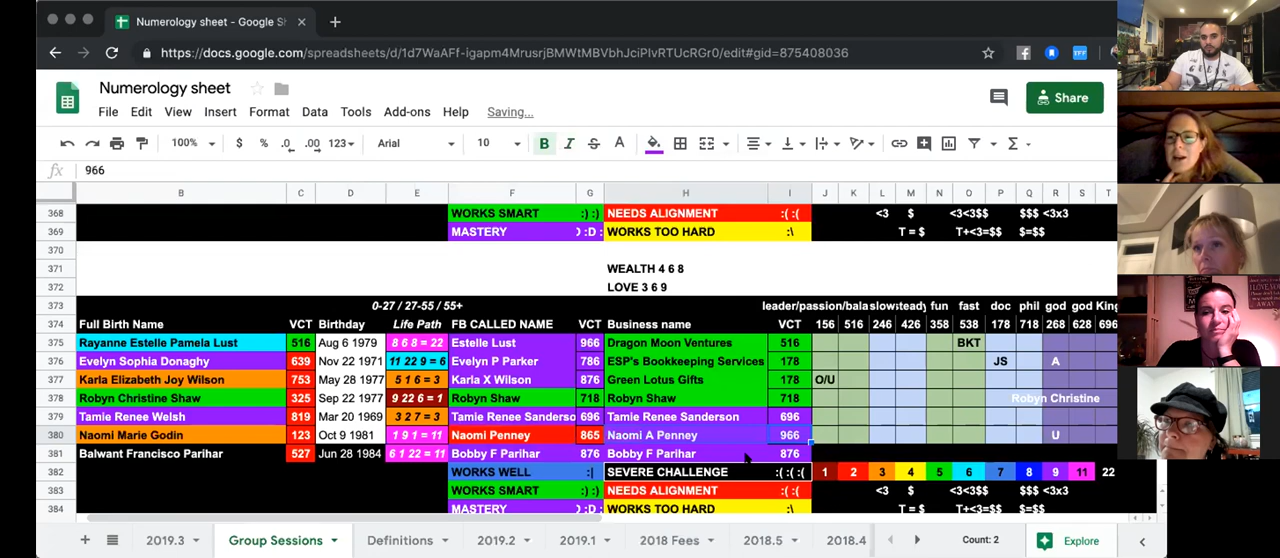 Numerology sheet - Google Sh
https://docs.google.com/spreadsheets/d/1d7WaAFf-igapm4MrusrjBMWtMBVbhJciPlvRTUcRGr0/edit#gid=875408036
Numerology sheet
File Edit View Insert Format Data Tools Add-ons Help Saving...
Share
100% $ % .0 .00 123 Arial 10 B I S A
fx 966
B C D E F G H I J K L M N O P Q R S T
368 WORKS SMART :) :) NEEDS ALIGNMENT :( :( <3 $ <3<3$$ $$$ <3x3
369 MASTERY ) :D : WORKS TOO HARD :\ T = $ T+<3=$$ $=$$
370
371 WEALTH 4 6 8
372 LOVE 3 6 9
373 0-27 / 27-55 / 55+ leader/passion/bala slow steady fun fast doc phil god god King
374 Full Birth Name VCT Birthday Life Path FB CALLED NAME VCT Business name VCT 156 516 246 426 358 538 178 718 268 628 696
375 Rayanne Estelle Pamela Lust 516 Aug 6 1979 8 6 8 = 22 Estelle Lust 966 Dragon Moon Ventures 516 BKT
376 Evelyn Sophia Donaghy 639 Nov 22 1971 11 22 9 = 6 Evelyn P Parker 786 ESP's Bookkeeping Services 178 JS A
377 Karla Elizabeth Joy Wilson 753 May 28 1977 5 1 6 = 3 Karla X Wilson 876 Green Lotus Gifts 178 O/U
378 Robyn Christine Shaw 325 Sep 22 1977 9 22 6 = 1 Robyn Shaw 718 Robyn Shaw 718 Robyn Christine
379 Tamie Renee Welsh 819 Mar 20 1969 3 2 7 = 3 Tamie Renee Sanderso 696 Tamie Renee Sanderson 696
380 Naomi Marie Godin 123 Oct 9 1981 1 9 1 = 11 Naomi Penney 865 Naomi A Penney 966 U
381 Balwant Francisco Parihar 527 Jun 28 1984 6 1 22 = 11 Bobby F Parihar 876 Bobby F Parihar 876
382 WORKS WELL :| SEVERE CHALLENGE :( :( :( 1 2 3 4 5 6 7 8 9 11 22
383 WORKS SMART :) :) NEEDS ALIGNMENT :( :( <3 $ <3<3$$ $$$ <3x3
384 MASTERY ) :D : WORKS TOO HARD :\ T = $ T+<3=$$ $=$$
2019.3 Group Sessions Definitions 2019.2 2019.1 2018 Fees 2018.5 2018.4 Count: 2 Explore